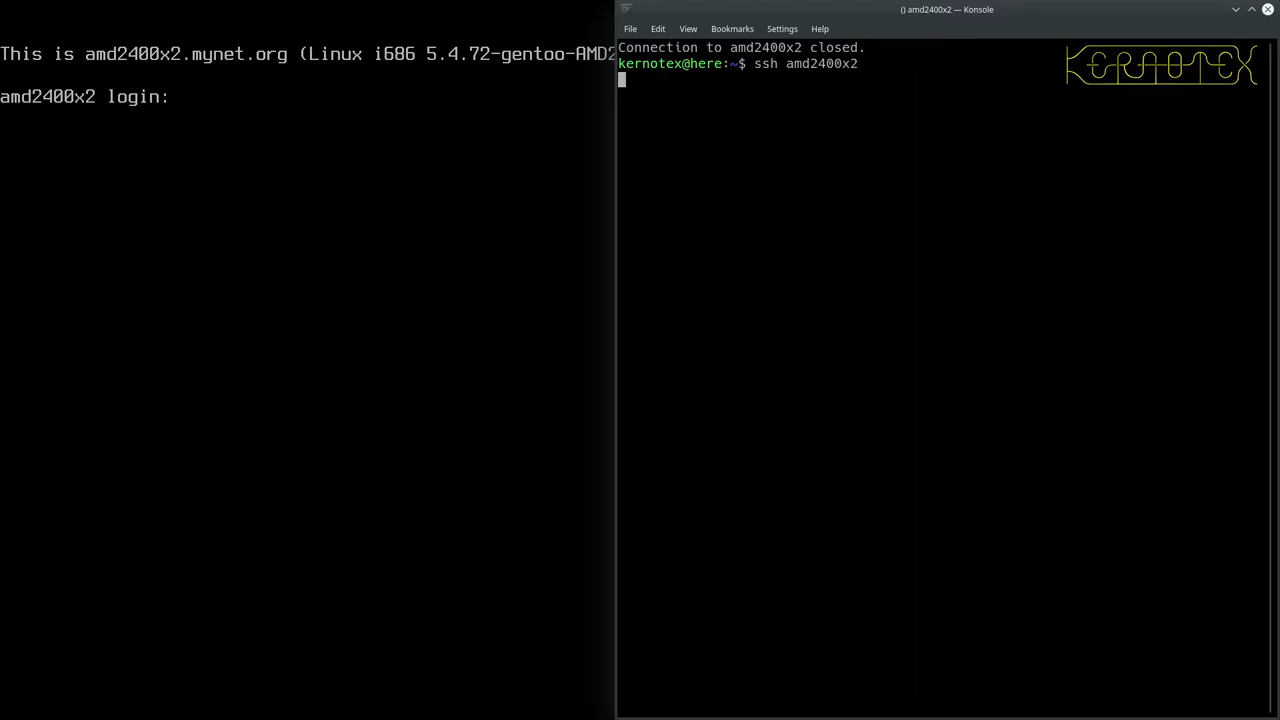 This is amd2400x2.mynet.org (Linux i686 5.4.72-gentoo-AMD2
amd2400x2 login:
() amd2400x2 — Konsole
File Edit View Bookmarks Settings Help
Connection to amd2400x2 closed.
kernotex@here:~$ ssh amd2400x2
KERNOTEX